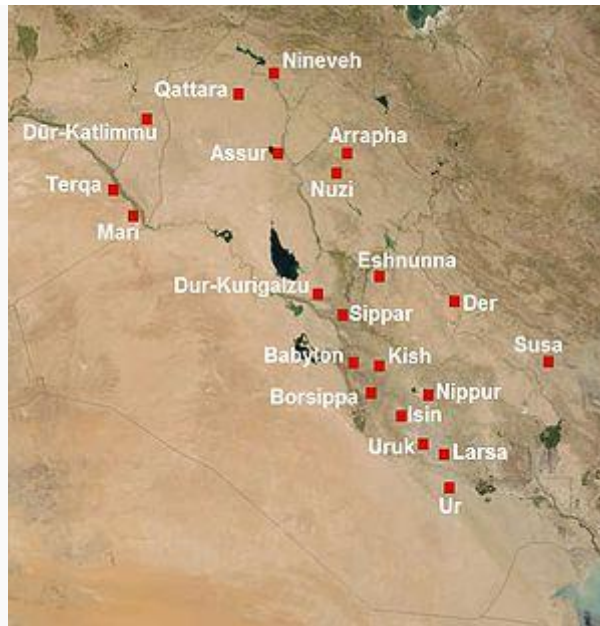 Nineveh
Qattara
Dūr-Katlimmu
Assur
Arrapha
Nuzi
Terqa
Mari
Eshnunna
Dur-Kurigalzu
Der
Sippar
Susa
Babylon
Kish
Borsippa
Nippur
Isin
Uruk
Larsa
Ur